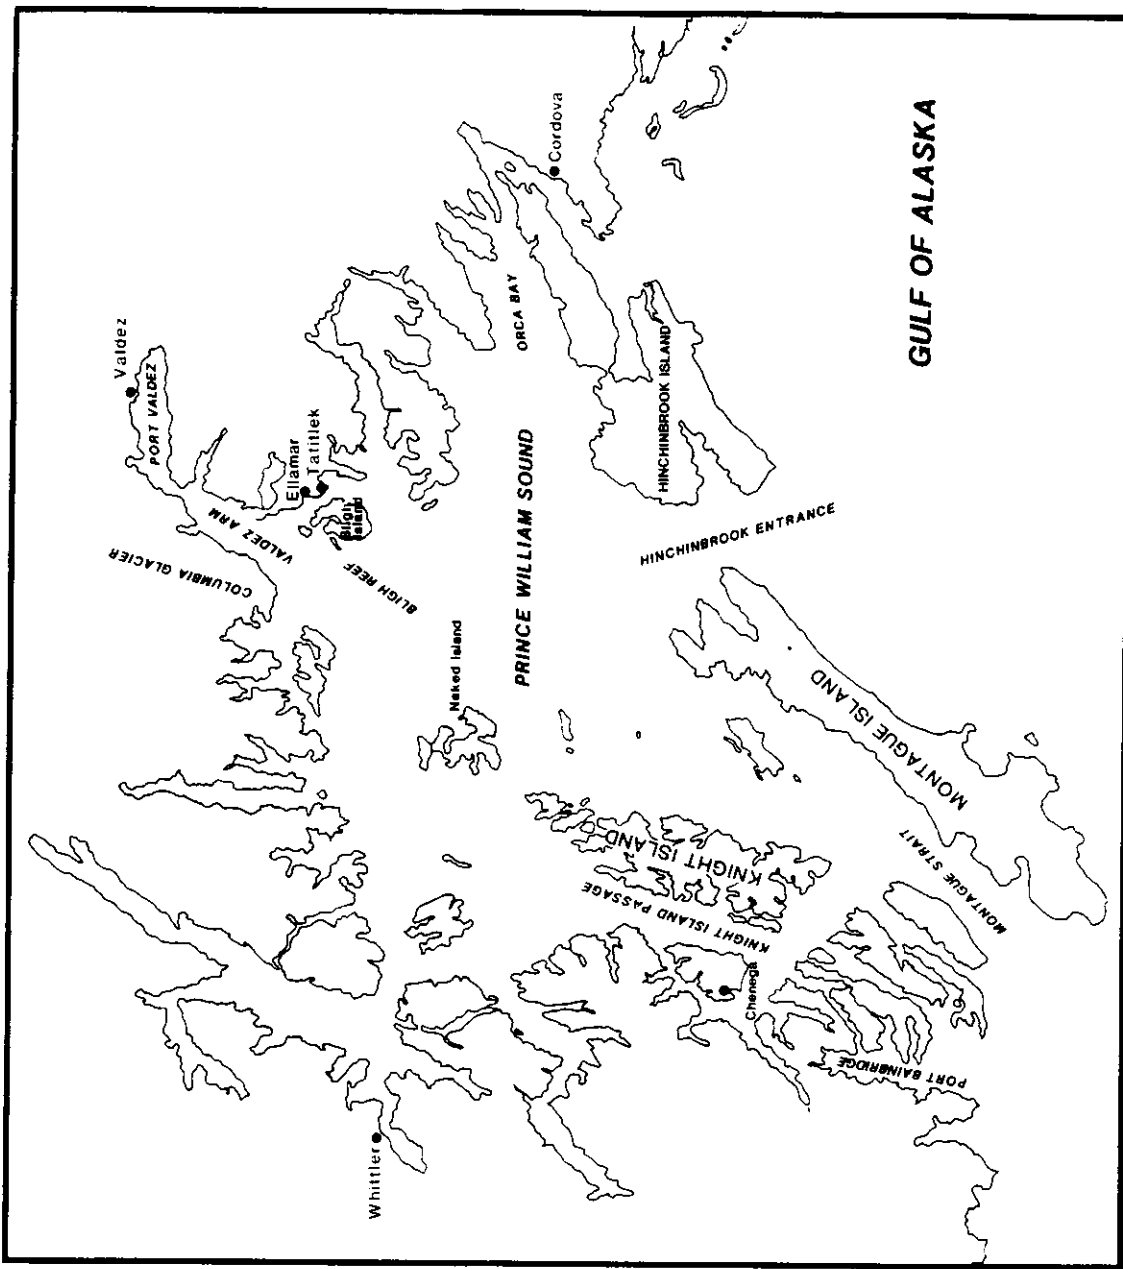 Valdez
PORT VALDEZ
COLUMBIA GLACIER
VALDEZ ARM
Ellamar
Tatitlek
Bligh
Island
BLIGH REEF
Cordova
ORCA BAY
Naked Island
PRINCE WILLIAM SOUND
HINCHINBROOK ISLAND
HINCHINBROOK ENTRANCE
GULF OF ALASKA
Whittier
KNIGHT ISLAND
KNIGHT ISLAND PASSAGE
Chenega
MONTAGUE ISLAND
MONTAGUE STRAIT
PORT BAINBRIDGE